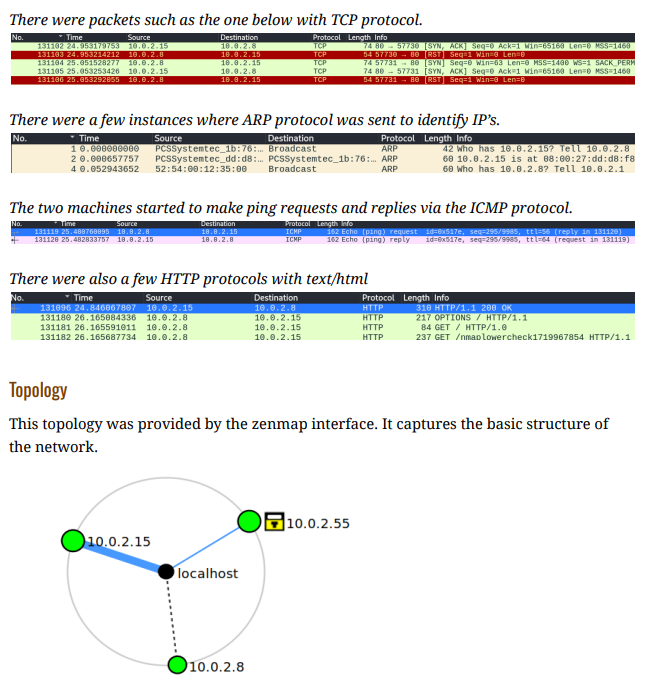 There were packets such as the one below with TCP protocol.
No. Time Source Destination Protocol Length Info
131102 24.953179753 10.0.2.15 10.0.2.8 TCP 74 80 → 57730 [SYN, ACK] Seq=0 Ack=1 Win=65160 Len=0 MSS=1460
131103 24.953214212 10.0.2.8 10.0.2.15 TCP 54 57730 → 80 [RST] Seq=1 Win=0 Len=0
131104 25.051528277 10.0.2.8 10.0.2.15 TCP 74 57731 → 80 [SYN] Seq=0 Win=63 Len=0 MSS=1400 WS=1 SACK_PERM
131105 25.053253426 10.0.2.15 10.0.2.8 TCP 74 80 → 57731 [SYN, ACK] Seq=0 Ack=1 Win=65160 Len=0 MSS=1460
131106 25.053292055 10.0.2.8 10.0.2.15 TCP 54 57731 → 80 [RST] Seq=1 Win=0 Len=0
There were a few instances where ARP protocol was sent to identify IP's.
No. Time Source Destination Protocol Length Info
1 0.000000000 PCSSystemtec_1b:76:… Broadcast ARP 42 Who has 10.0.2.15? Tell 10.0.2.8
2 0.000657757 PCSSystemtec_dd:d8:… PCSSystemtec_1b:76:… ARP 60 10.0.2.15 is at 08:00:27:dd:d8:f8
4 0.052943652 52:54:00:12:35:00 Broadcast ARP 60 Who has 10.0.2.8? Tell 10.0.2.1
The two machines started to make ping requests and replies via the ICMP protocol.
No. Time Source Destination Protocol Length Info
131119 25.480760095 10.0.2.8 10.0.2.15 ICMP 162 Echo (ping) request id=0x517e, seq=295/9985, ttl=56 (reply in 131120)
131120 25.482833757 10.0.2.15 10.0.2.8 ICMP 162 Echo (ping) reply id=0x517e, seq=295/9985, ttl=64 (request in 131119)
There were also a few HTTP protocols with text/html
No. Time Source Destination Protocol Length Info
131096 24.846067807 10.0.2.15 10.0.2.8 HTTP 310 HTTP/1.1 200 OK
131180 26.165084336 10.0.2.8 10.0.2.15 HTTP 217 OPTIONS / HTTP/1.1
131181 26.165591011 10.0.2.8 10.0.2.15 HTTP 84 GET / HTTP/1.0
131182 26.165687734 10.0.2.8 10.0.2.15 HTTP 237 GET /nmaplowercheck1719967854 HTTP/1.1
Topology
This topology was provided by the zenmap interface. It captures the basic structure of
the network.
10.0.2.55
10.0.2.15
localhost
10.0.2.8